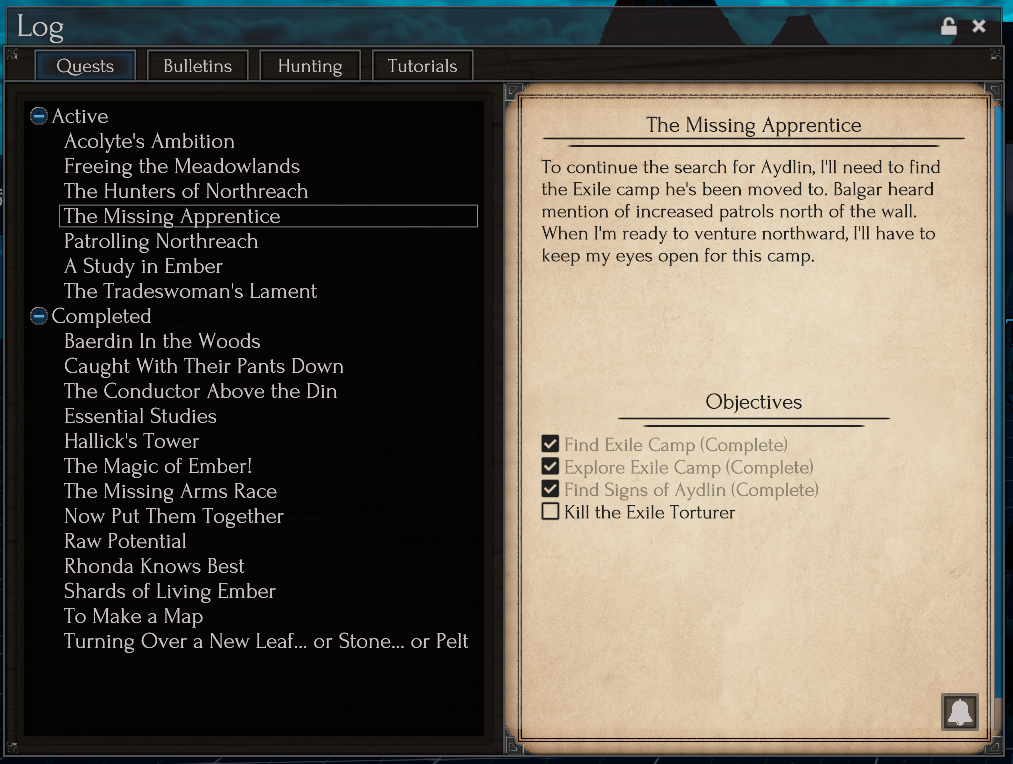 Log
Quests
Bulletins
Hunting
Tutorials
Active
Acolyte's Ambition
Freeing the Meadowlands
The Hunters of Northreach
The Missing Apprentice
Patrolling Northreach
A Study in Ember
The Tradeswoman's Lament
Completed
Baerdin In the Woods
Caught With Their Pants Down
The Conductor Above the Din
Essential Studies
Hallick's Tower
The Magic of Ember!
The Missing Arms Race
Now Put Them Together
Raw Potential
Rhonda Knows Best
Shards of Living Ember
To Make a Map
Turning Over a New Leaf... or Stone... or Pelt
The Missing Apprentice
To continue the search for Aydlin, I'll need to find
the Exile camp he's been moved to. Balgar heard
mention of increased patrols north of the wall.
When I'm ready to venture northward, I'll have to
keep my eyes open for this camp.
Objectives
Find Exile Camp (Complete)
Explore Exile Camp (Complete)
Find Signs of Aydlin (Complete)
Kill the Exile Torturer